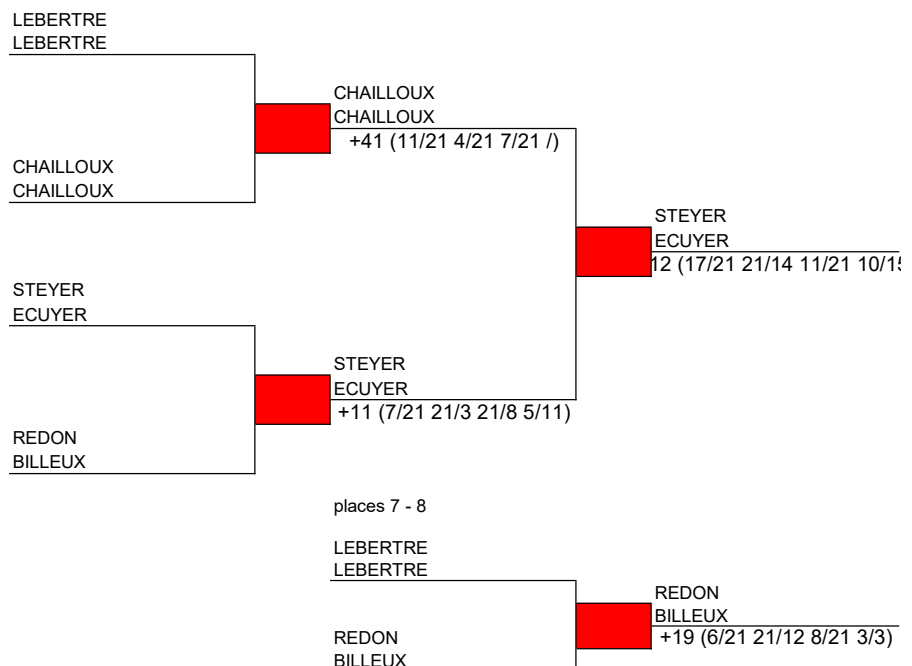 LEBERTRE
LEBERTRE
CHAILLOUX
CHAILLOUX
+41 (11/21 4/21 7/21 /)
CHAILLOUX
CHAILLOUX
STEYER
ECUYER
12 (17/21 21/14 11/21 10/15
STEYER
ECUYER
STEYER
ECUYER
+11 (7/21 21/3 21/8 5/11)
REDON
BILLEUX
places 7 - 8
LEBERTRE
LEBERTRE
REDON
BILLEUX
+19 (6/21 21/12 8/21 3/3)
REDON
BILLEUX